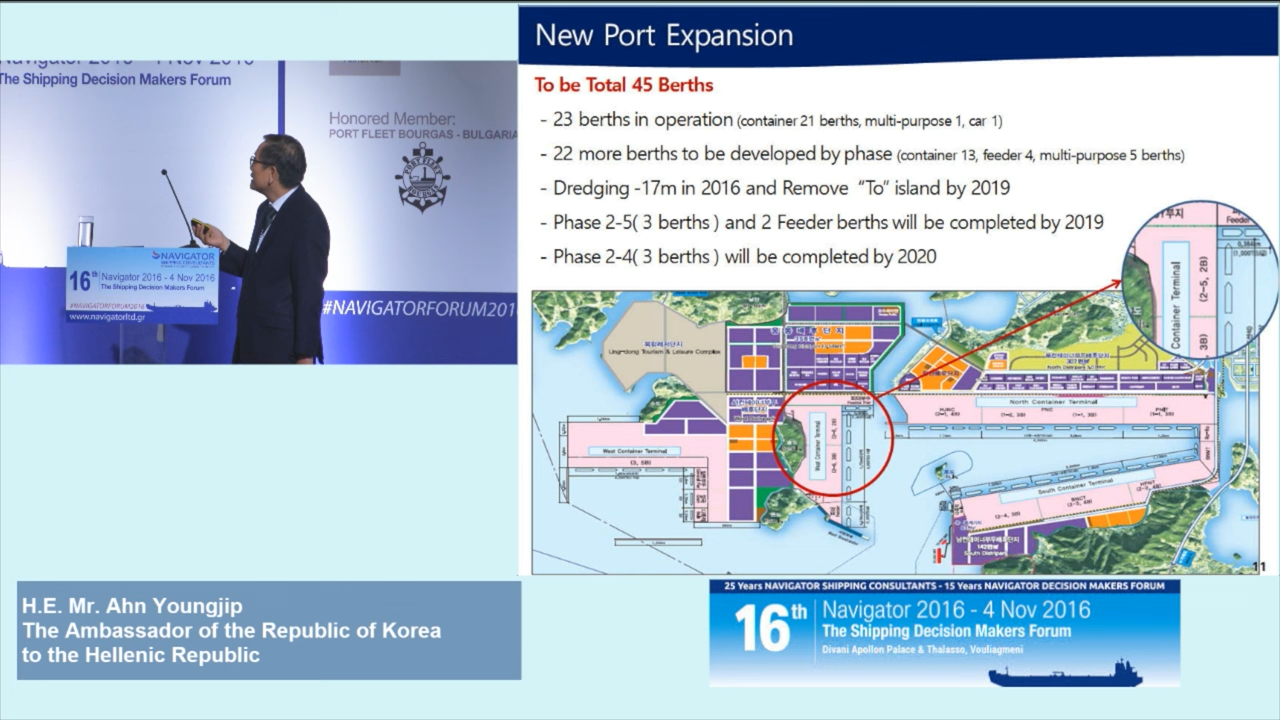 The Shipping Decision Makers Forum
Honored Member:
PORT FLEET BOURGAS - BULGARIA
NAVIGATOR
16th Navigator 2016 - 4 Nov 2016
The Shipping Decision Makers Forum
#NAVIGATORFORUM2016
www.navigatorltd.gr
#NAVIGATORFORUM201
New Port Expansion
To be Total 45 Berths
- 23 berths in operation (container 21 berths, multi-purpose 1, car 1)
- 22 more berths to be developed by phase (container 13, feeder 4, multi-purpose 5 berths)
- Dredging -17m in 2016 and Remove “To” island by 2019
- Phase 2-5( 3 berths ) and 2 Feeder berths will be completed by 2019
- Phase 2-4( 3 berths ) will be completed by 2020
Container Terminal
(2-5, 2B)
3B)
North Container Terminal
West Container Terminal
(3, 5B)
West Container Terminal
South Container Terminal
11
H.E. Mr. Ahn Youngjip
The Ambassador of the Republic of Korea
to the Hellenic Republic
25 Years NAVIGATOR SHIPPING CONSULTANTS - 15 Years NAVIGATOR DECISION MAKERS FORUM
16th Navigator 2016 - 4 Nov 2016
The Shipping Decision Makers Forum
Divani Apollon Palace & Thalasso, Vouliagmeni